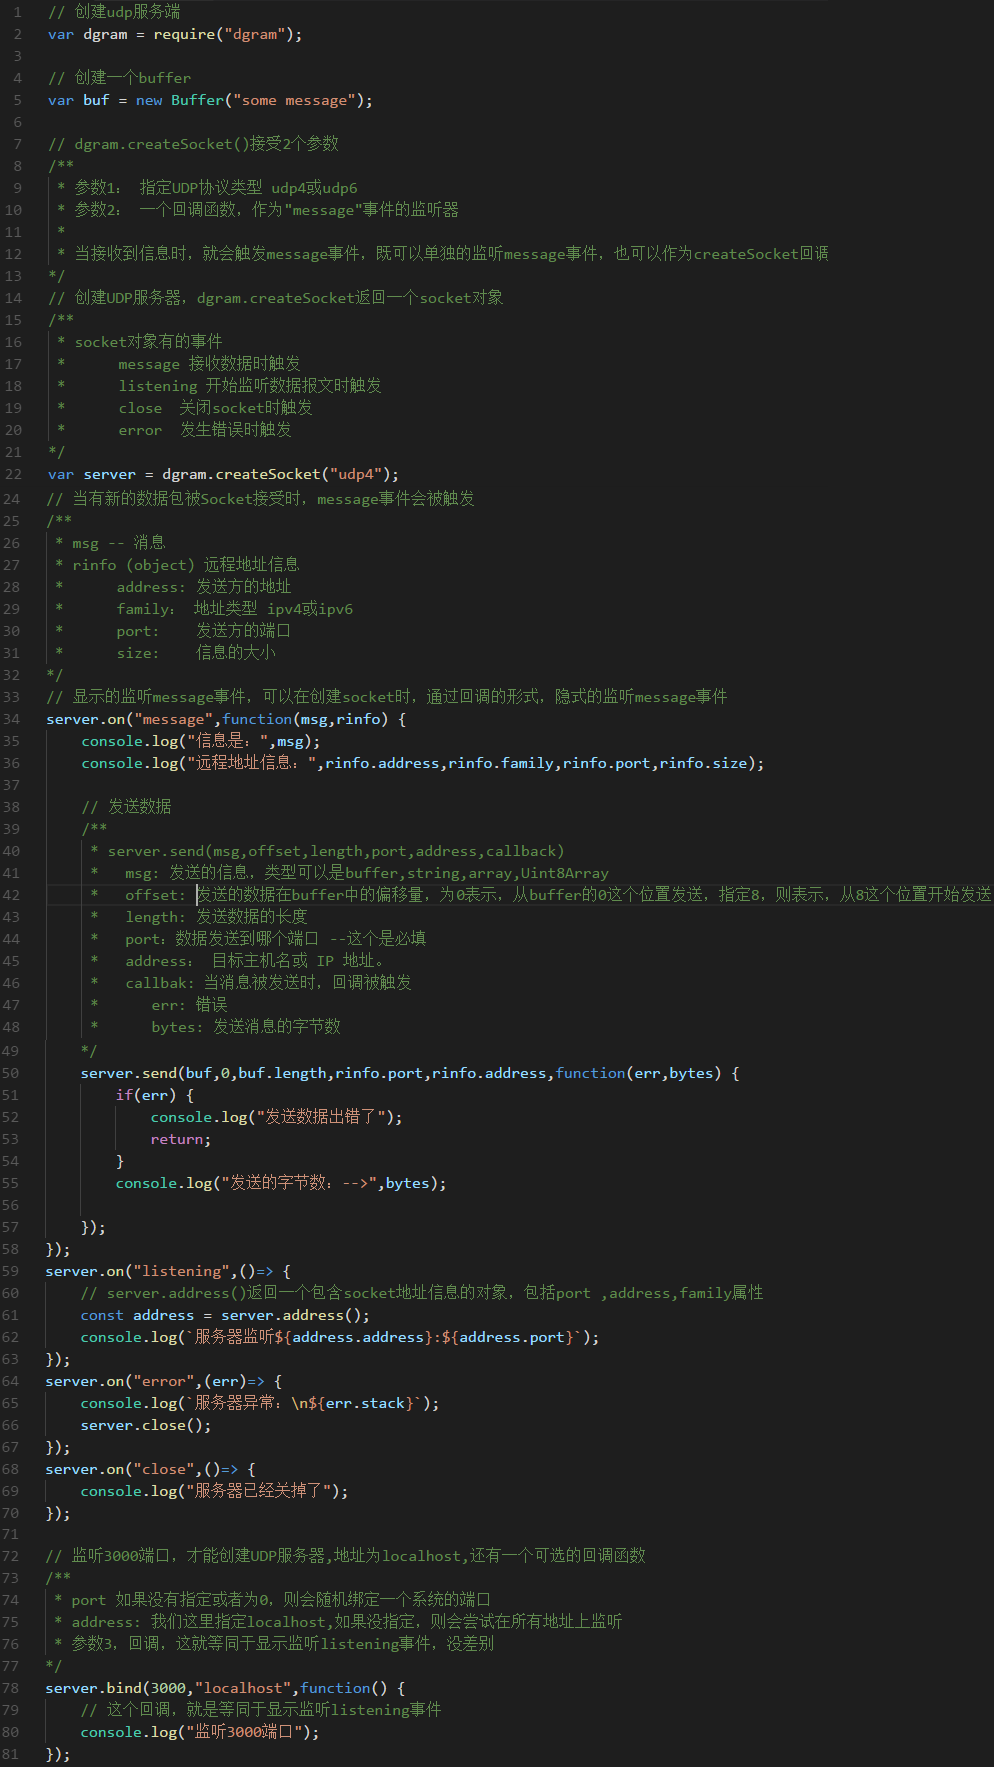 1 // 创建udp服务端
2 var dgram = require("dgram");
3
4 // 创建一个buffer
5 var buf = new Buffer("some message");
6
7 // dgram.createSocket()接受2个参数
8 /**
9 * 参数1： 指定UDP协议类型 udp4或udp6
10 * 参数2： 一个回调函数，作为"message"事件的监听器
11 *
12 * 当接收到信息时，就会触发message事件，既可以单独的监听message事件，也可以作为createSocket回调
13 */
14 // 创建UDP服务器，dgram.createSocket返回一个socket对象
15 /**
16 * socket对象有的事件
17 * message 接收数据时触发
18 * listening 开始监听数据报文时触发
19 * close 关闭socket时触发
20 * error 发生错误时触发
21 */
22 var server = dgram.createSocket("udp4");
24 // 当有新的数据包被Socket接受时，message事件会被触发
25 /**
26 * msg -- 消息
27 * rinfo (object) 远程地址信息
28 * address: 发送方的地址
29 * family： 地址类型 ipv4或ipv6
30 * port: 发送方的端口
31 * size: 信息的大小
32 */
33 // 显示的监听message事件，可以在创建socket时，通过回调的形式，隐式的监听message事件
34 server.on("message",function(msg,rinfo) {
35 console.log("信息是：",msg);
36 console.log("远程地址信息：",rinfo.address,rinfo.family,rinfo.port,rinfo.size);
37
38 // 发送数据
39 /**
40 * server.send(msg,offset,length,port,address,callback)
41 * msg: 发送的信息，类型可以是buffer,string,array,Uint8Array
42 * offset: 发送的数据在buffer中的偏移量，为0表示，从buffer的0这个位置发送，指定8，则表示，从8这个位置开始发送
43 * length: 发送数据的长度
44 * port：数据发送到哪个端口 --这个是必填
45 * address： 目标主机名或 IP 地址。
46 * callbak: 当消息被发送时，回调被触发
47 * err: 错误
48 * bytes: 发送消息的字节数
49 */
50 server.send(buf,0,buf.length,rinfo.port,rinfo.address,function(err,bytes) {
51 if(err) {
52 console.log("发送数据出错了");
53 return;
54 }
55 console.log("发送的字节数：-->",bytes);
56
57 });
58 });
59 server.on("listening",()=> {
60 // server.address()返回一个包含socket地址信息的对象，包括port ,address,family属性
61 const address = server.address();
62 console.log(`服务器监听${address.address}:${address.port}`);
63 });
64 server.on("error",(err)=> {
65 console.log(`服务器异常：\n${err.stack}`);
66 server.close();
67 });
68 server.on("close",()=> {
69 console.log("服务器已经关掉了");
70 });
71
72 // 监听3000端口，才能创建UDP服务器,地址为localhost,还有一个可选的回调函数
73 /**
74 * port 如果没有指定或者为0，则会随机绑定一个系统的端口
75 * address: 我们这里指定localhost,如果没指定，则会尝试在所有地址上监听
76 * 参数3，回调，这就等同于显示监听listening事件，没差别
77 */
78 server.bind(3000,"localhost",function() {
79 // 这个回调，就是等同于显示监听listening事件
80 console.log("监听3000端口");
81 });